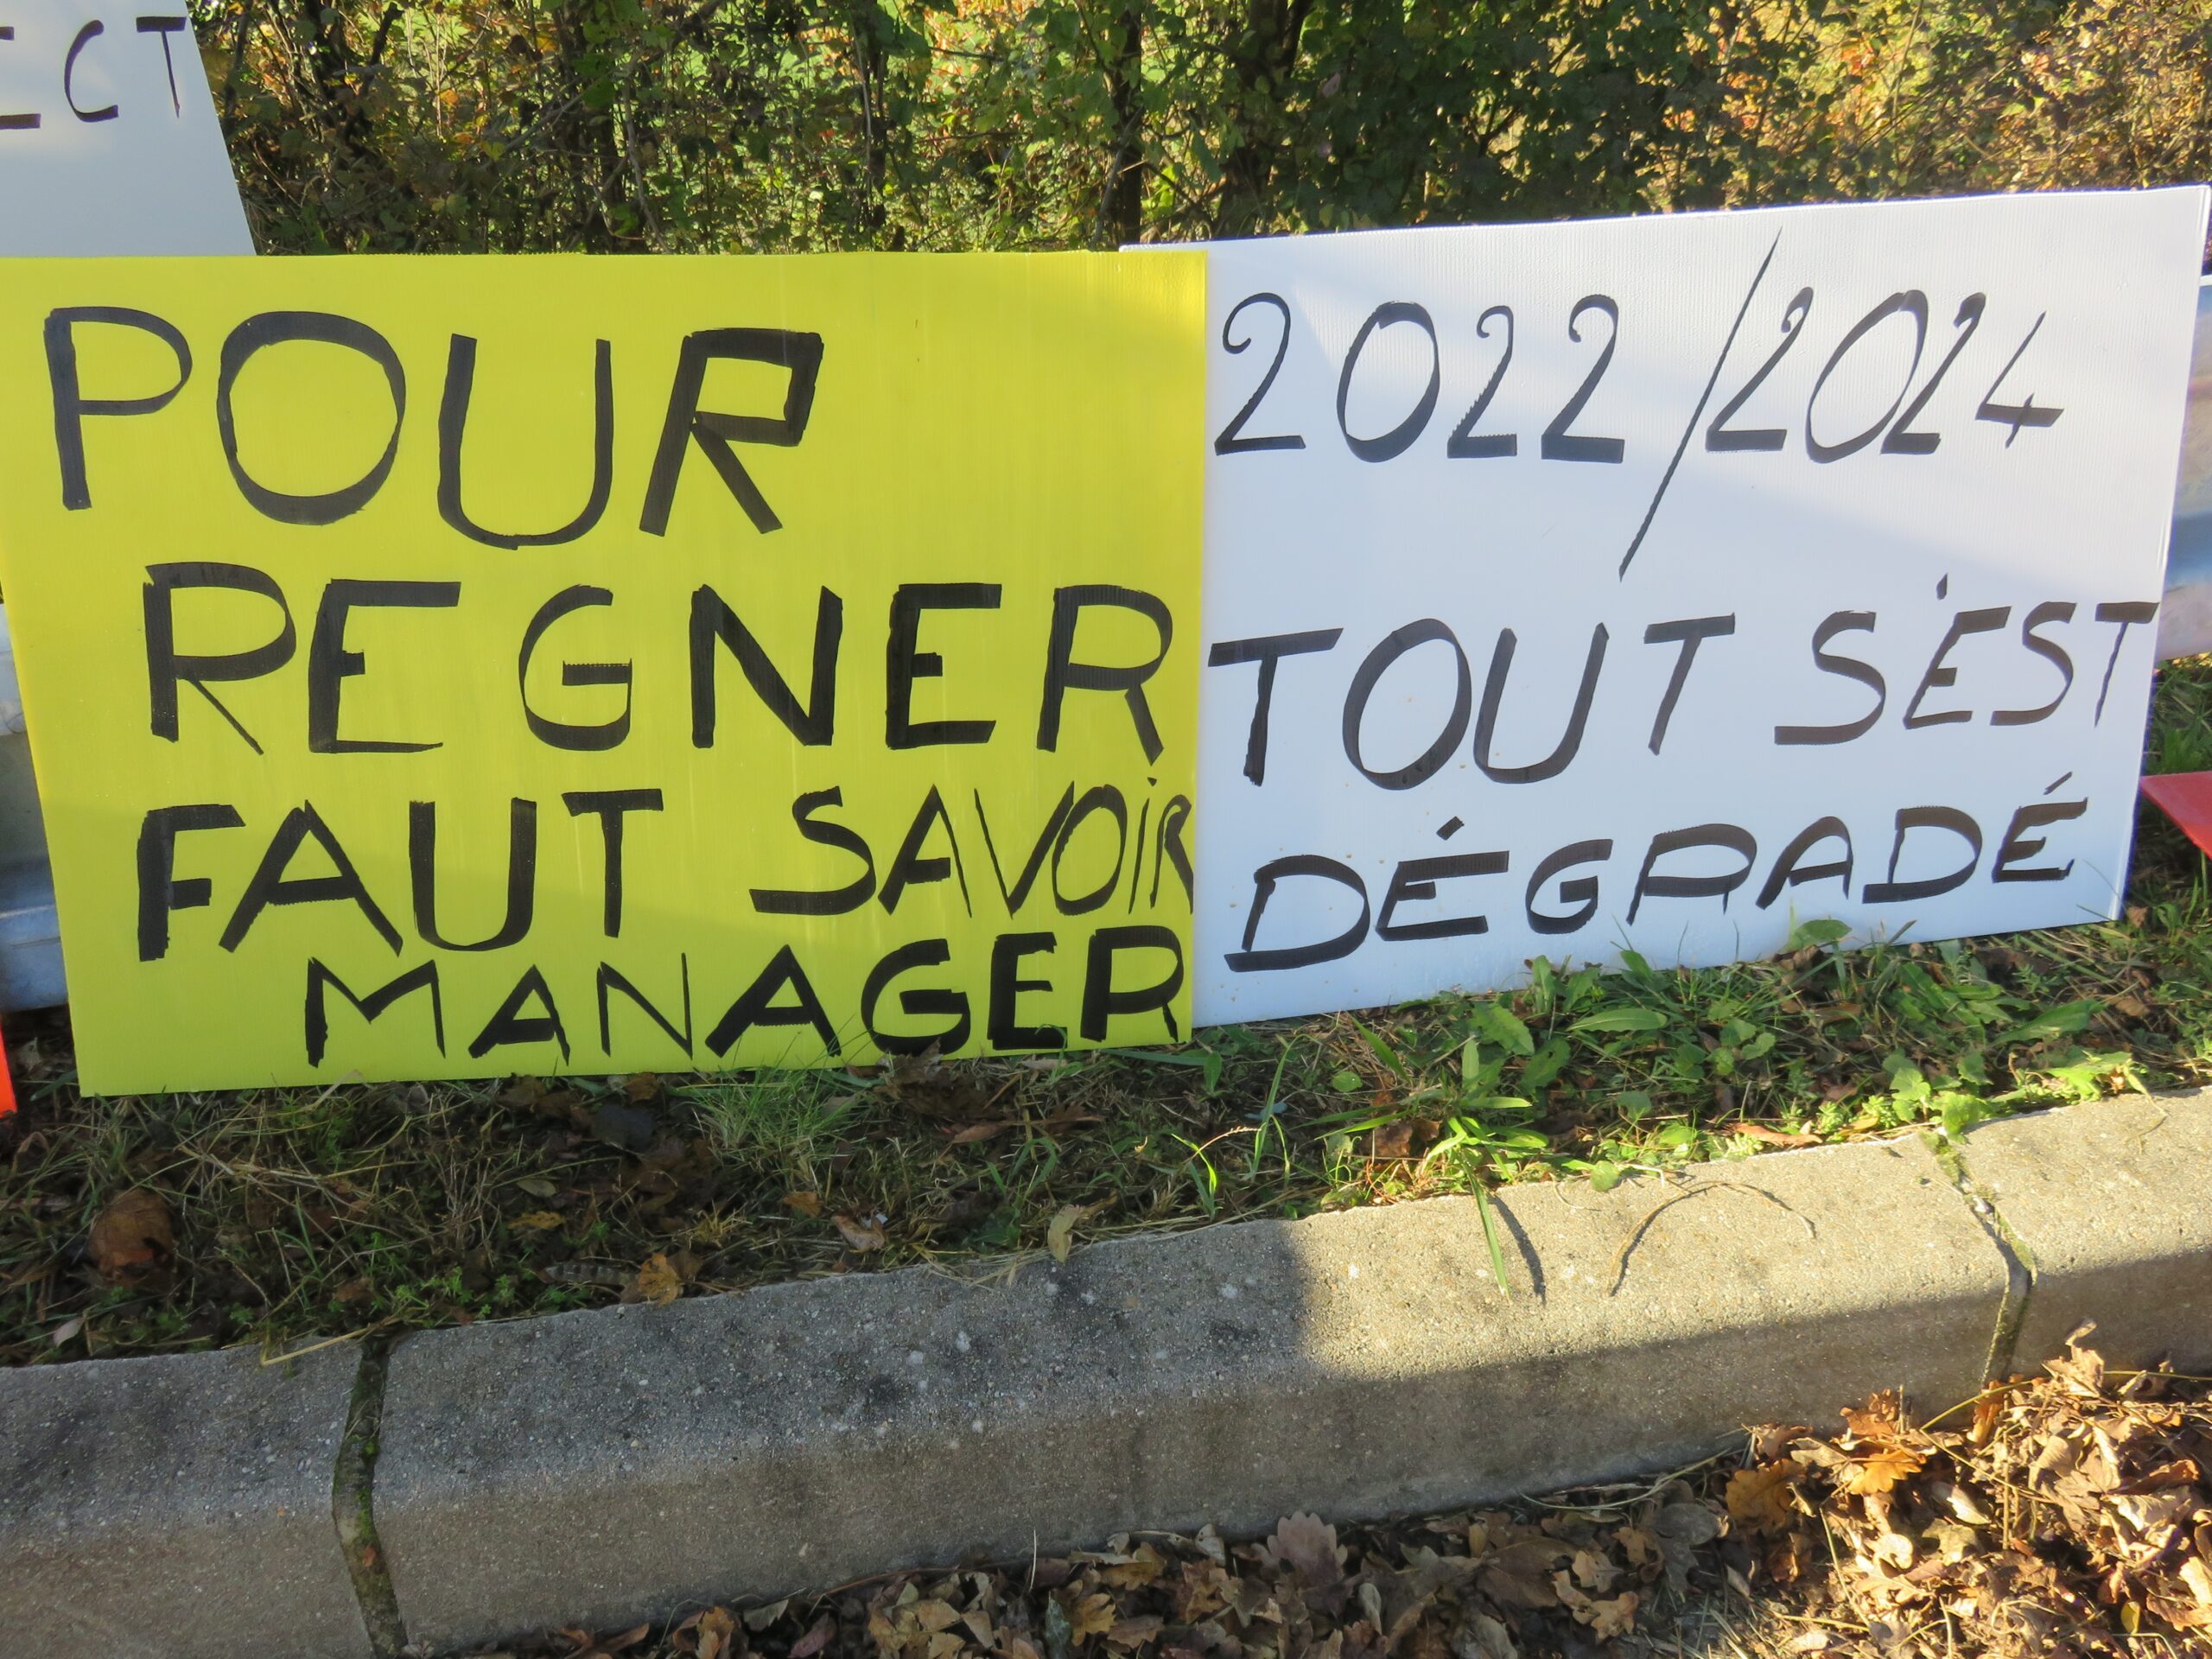 POUR
REGNER
FAUT SAVOIR
MANAGER
2022/2024
TOUT S'EST
DÉGRADÉ